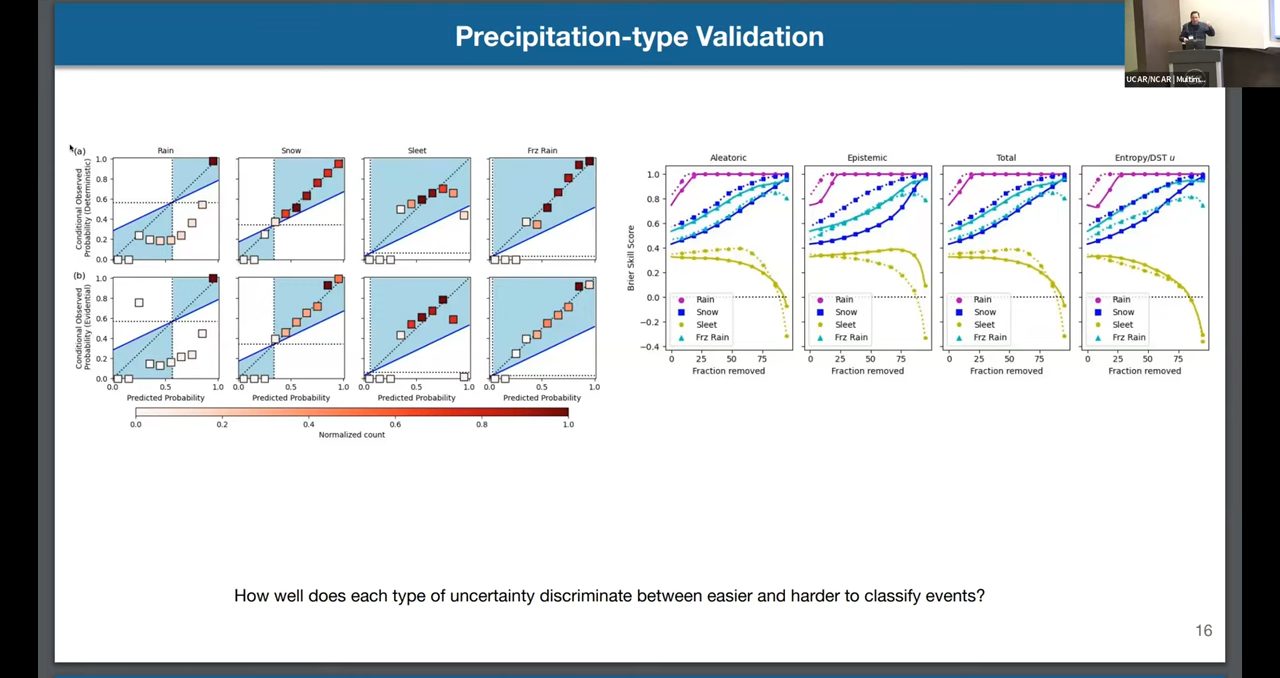 Precipitation-type Validation
UCAR/NCAR | Multim...
(a)
Rain
Snow
Sleet
Frz Rain
Conditional Observed
Probability (Deterministic)
1.0
0.8
0.6
0.4
0.2
0.0
(b)
Conditional Observed
Probability (Evidential)
1.0
0.8
0.6
0.4
0.2
0.0
0.0 0.5 1.0
0.0 0.5 1.0
0.0 0.5 1.0
0.0 0.5 1.0
Predicted Probability
Predicted Probability
Predicted Probability
Predicted Probability
0.0 0.2 0.4 0.6 0.8 1.0
Normalized count
Aleatoric
Epistemic
Total
Entropy/DST u
Brier Skill Score
1.0
0.8
0.6
0.4
0.2
0.0
−0.2
−0.4
Rain
Snow
Sleet
Frz Rain
Rain
Snow
Sleet
Frz Rain
Rain
Snow
Sleet
Frz Rain
Rain
Snow
Sleet
Frz Rain
0 25 50 75
0 25 50 75
0 25 50 75
0 25 50 75
Fraction removed
Fraction removed
Fraction removed
Fraction removed
How well does each type of uncertainty discriminate between easier and harder to classify events?
16